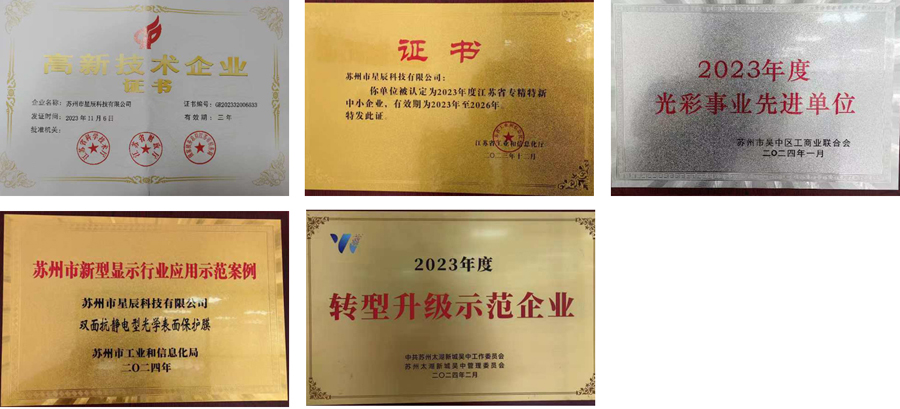 高新技术企业
证书
企业名称：苏州市星辰科技有限公司
证书编号：GR202332006033
发证时间：2023年11月6日
有效期：三年
批准机关：
证书
苏州市星辰科技有限公司：
你单位被认定为2023年度江苏省专精特新
中小企业，有效期为2023年至2026年。
特发此证。
江苏省工业和信息化厅
二〇二三年十二月
2023年度
光彩事业先进单位
苏州市吴中区工商业联合会
二〇二四年一月
苏州市新型显示行业应用示范案例
苏州市星辰科技有限公司
双面抗静电型光学表面保护膜
苏州市工业和信息化局
二〇二四年
2023年度
转型升级示范企业
中共苏州太湖新城吴中工作委员会
苏州太湖新城吴中管理委员会
二〇二四年二月